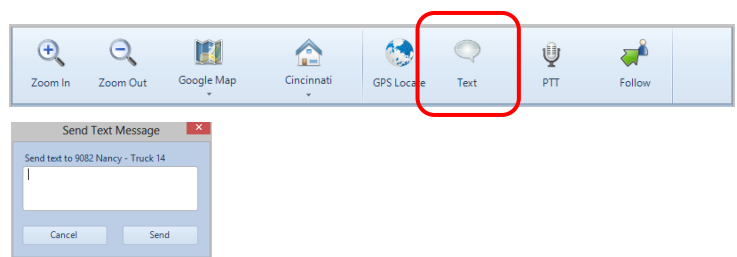 Zoom In Zoom Out Google Map Cincinnati GPS Locate Text PTT Follow
Send Text Message
Send text to 9082 Nancy - Truck 14
Cancel Send